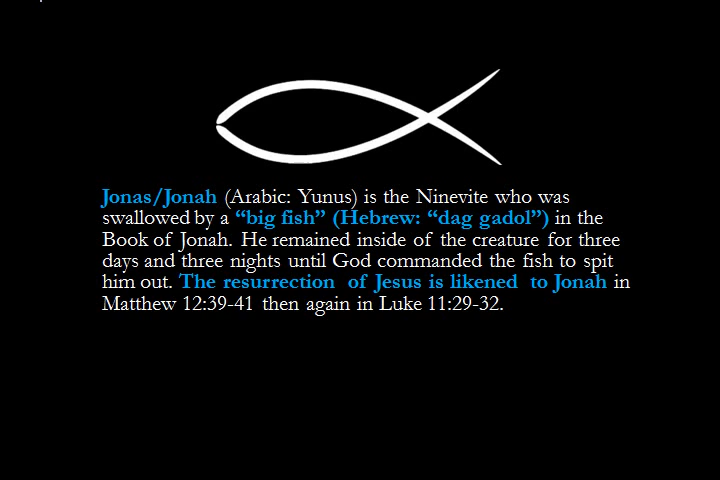 Jonas/Jonah (Arabic: Yunus) is the Ninevite who was
swallowed by a “big fish” (Hebrew: “dag gadol”) in the
Book of Jonah. He remained inside of the creature for three
days and three nights until God commanded the fish to spit
him out. The resurrection of Jesus is likened to Jonah in
Matthew 12:39-41 then again in Luke 11:29-32.